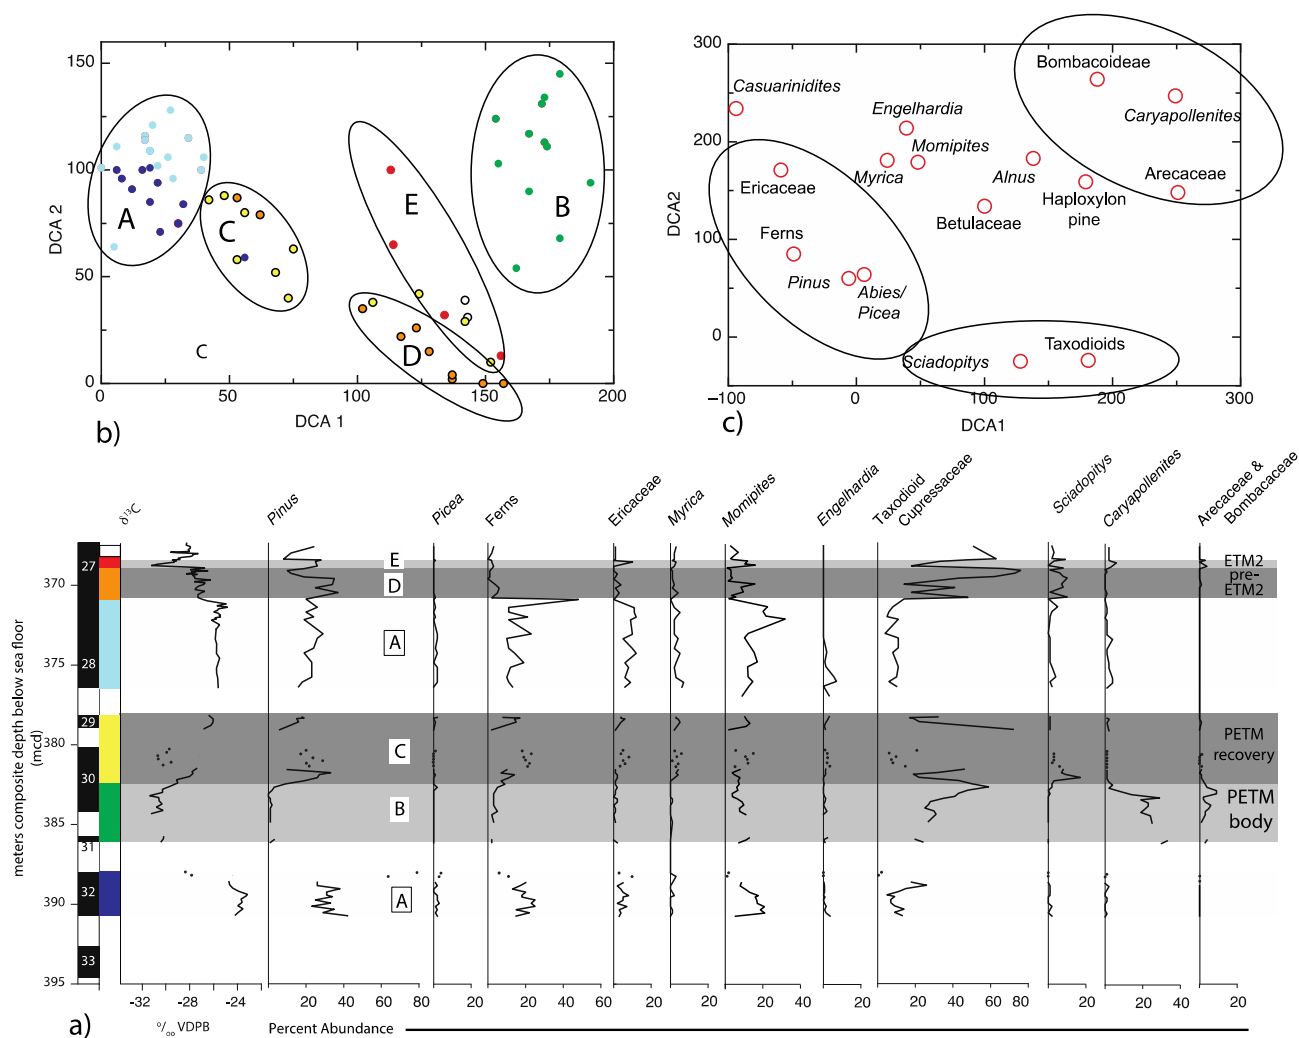 150
100
50
0
DCA 2
A
C
E
B
D
C
0
50
100
150
200
DCA 1
b)
300
200
100
0
DCA2
Casuarinidites
Engelhardia
Momipites
Myrica
Ericaceae
Ferns
Pinus
Abies/
Picea
Bombacoideae
Caryapollenites
Arecaceae
Alnus
Haploxylon
pine
Betulaceae
Sciadopitys
Taxodioids
−100
0
100
200
300
DCA1
c)
δ13C
Pinus
Picea
Ferns
Ericaceae
Myrica
Momipites
Engelhardia
Taxodioid
Cupressaceae
Sciadopitys
Caryapollenites
Arecaceae &
Bombacaceae
meters composite depth below sea floor
(mcd)
370
375
380
385
390
395
27
28
29
30
31
32
33
E
D
A
C
B
A
ETM2
pre-
ETM2
PETM
recovery
PETM
body
-32
-28
-24
20 40 60 80
20
20 40 60
20
20
20 40
20
20 40 60 80
20
20 40
20
a)
o/oo VDPB
Percent Abundance